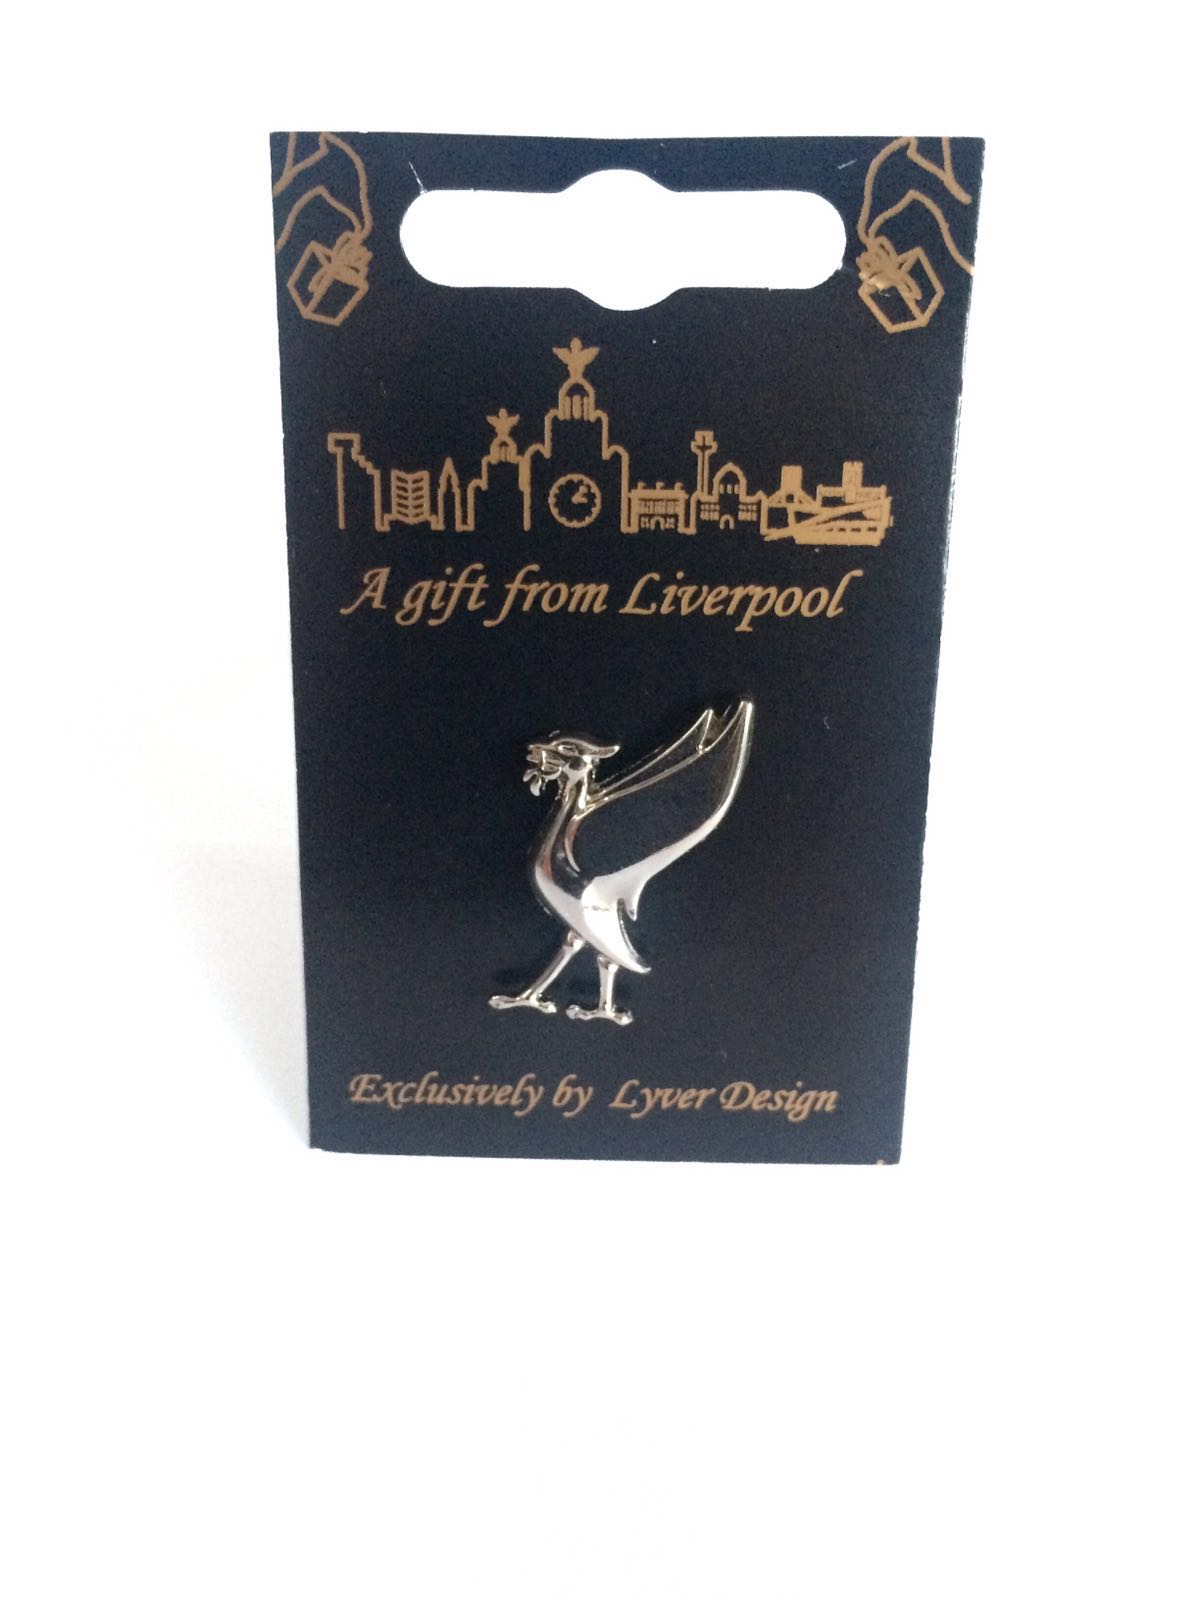 A gift from Liverpool
Exclusively by Lyver Design